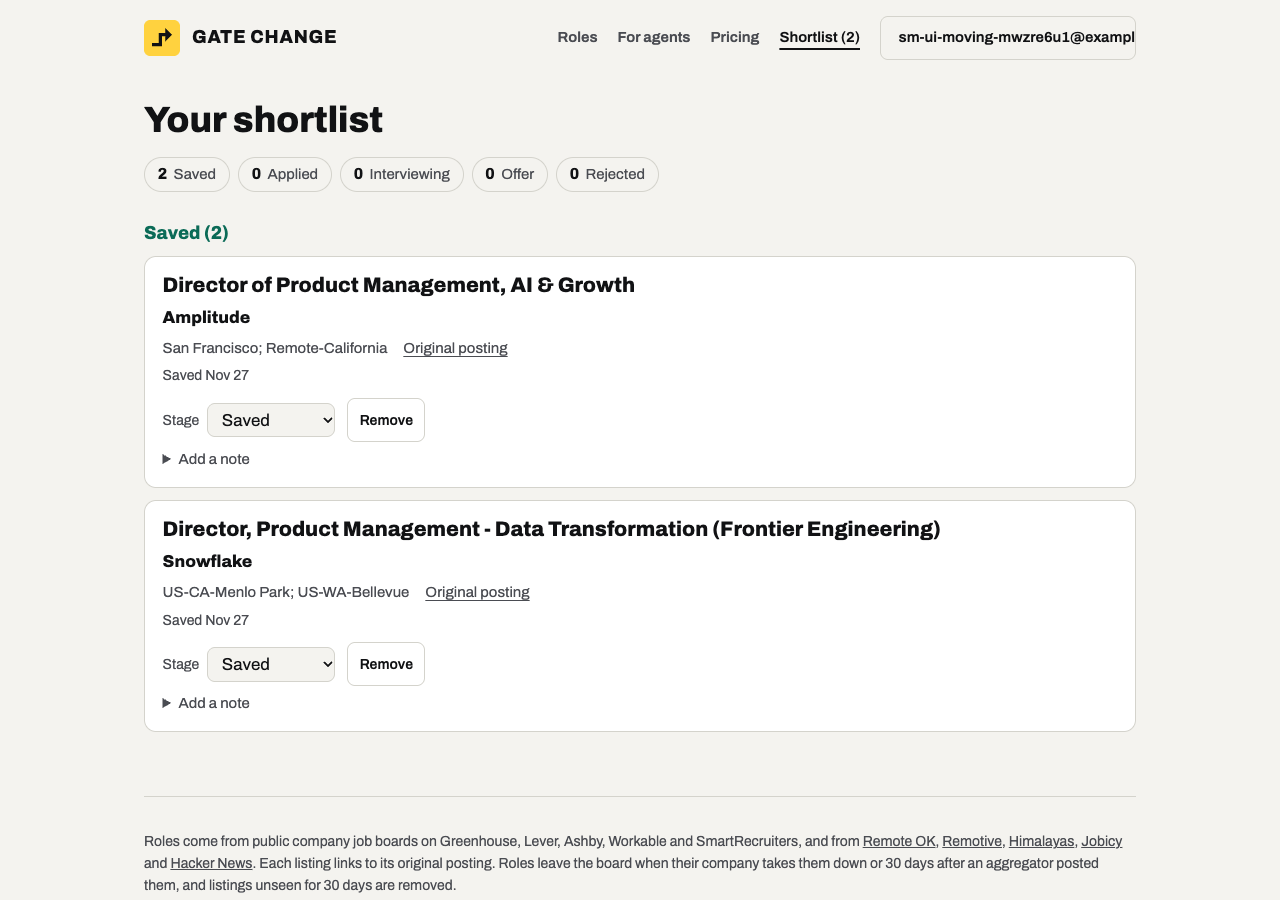 GATE CHANGE
Roles For agents Pricing Shortlist (2) sm-ui-moving-mwzre6u1@exampl
Your shortlist
2 Saved 0 Applied 0 Interviewing 0 Offer 0 Rejected
Saved (2)
Director of Product Management, AI & Growth
Amplitude
San Francisco; Remote-California Original posting
Saved Nov 27
Stage Saved Remove
Add a note
Director, Product Management - Data Transformation (Frontier Engineering)
Snowflake
US-CA-Menlo Park; US-WA-Bellevue Original posting
Saved Nov 27
Stage Saved Remove
Add a note
Roles come from public company job boards on Greenhouse, Lever, Ashby, Workable and SmartRecruiters, and from Remote OK, Remotive, Himalayas, Jobicy
and Hacker News. Each listing links to its original posting. Roles leave the board when their company takes them down or 30 days after an aggregator posted
them, and listings unseen for 30 days are removed.